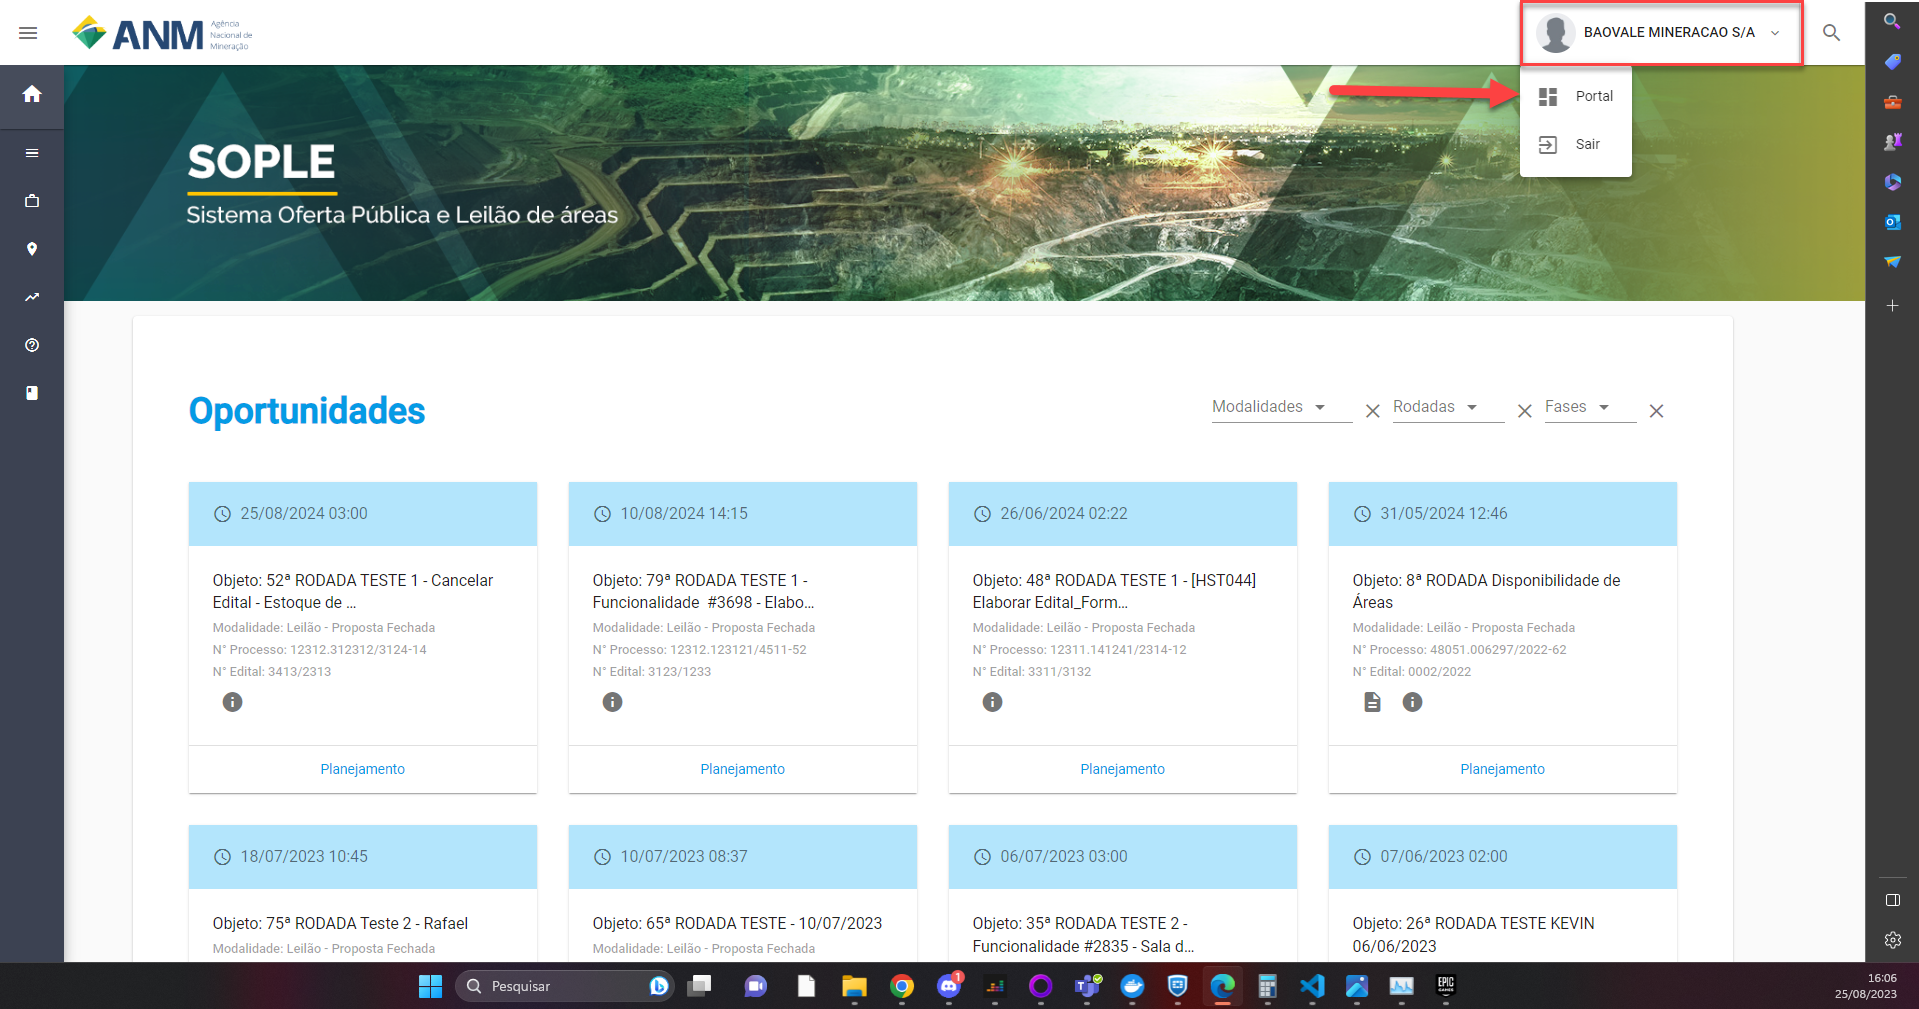 ANM
Agência
Nacional de
Mineração
BAOVALE MINERACAO S/A
Portal
Sair
SOPLE
Sistema Oferta Pública e Leilão de áreas
Oportunidades
Modalidades
Rodadas
Fases
25/08/2024 03:00
Objeto: 52ª RODADA TESTE 1 - Cancelar
Edital - Estoque de ...
Modalidade: Leilão - Proposta Fechada
N° Processo: 12312.312312/3124-14
N° Edital: 3413/2313
Planejamento
10/08/2024 14:15
Objeto: 79ª RODADA TESTE 1 -
Funcionalidade #3698 - Elabo...
Modalidade: Leilão - Proposta Fechada
N° Processo: 12312.123121/4511-52
N° Edital: 3123/1233
Planejamento
26/06/2024 02:22
Objeto: 48ª RODADA TESTE 1 - [HST044]
Elaborar Edital_Form...
Modalidade: Leilão - Proposta Fechada
N° Processo: 12311.141241/2314-12
N° Edital: 3311/3132
Planejamento
31/05/2024 12:46
Objeto: 8ª RODADA Disponibilidade de
Áreas
Modalidade: Leilão - Proposta Fechada
N° Processo: 48051.006297/2022-62
N° Edital: 0002/2022
Planejamento
18/07/2023 10:45
Objeto: 75ª RODADA Teste 2 - Rafael
Modalidade: Leilão - Proposta Fechada
10/07/2023 08:37
Objeto: 65ª RODADA TESTE - 10/07/2023
Modalidade: Leilão - Proposta Fechada
06/07/2023 03:00
Objeto: 35ª RODADA TESTE 2 -
Funcionalidade #2835 - Sala d...
07/06/2023 02:00
Objeto: 26ª RODADA TESTE KEVIN
06/06/2023
Pesquisar
1
EPIC
GAMES
16:06
25/08/2023